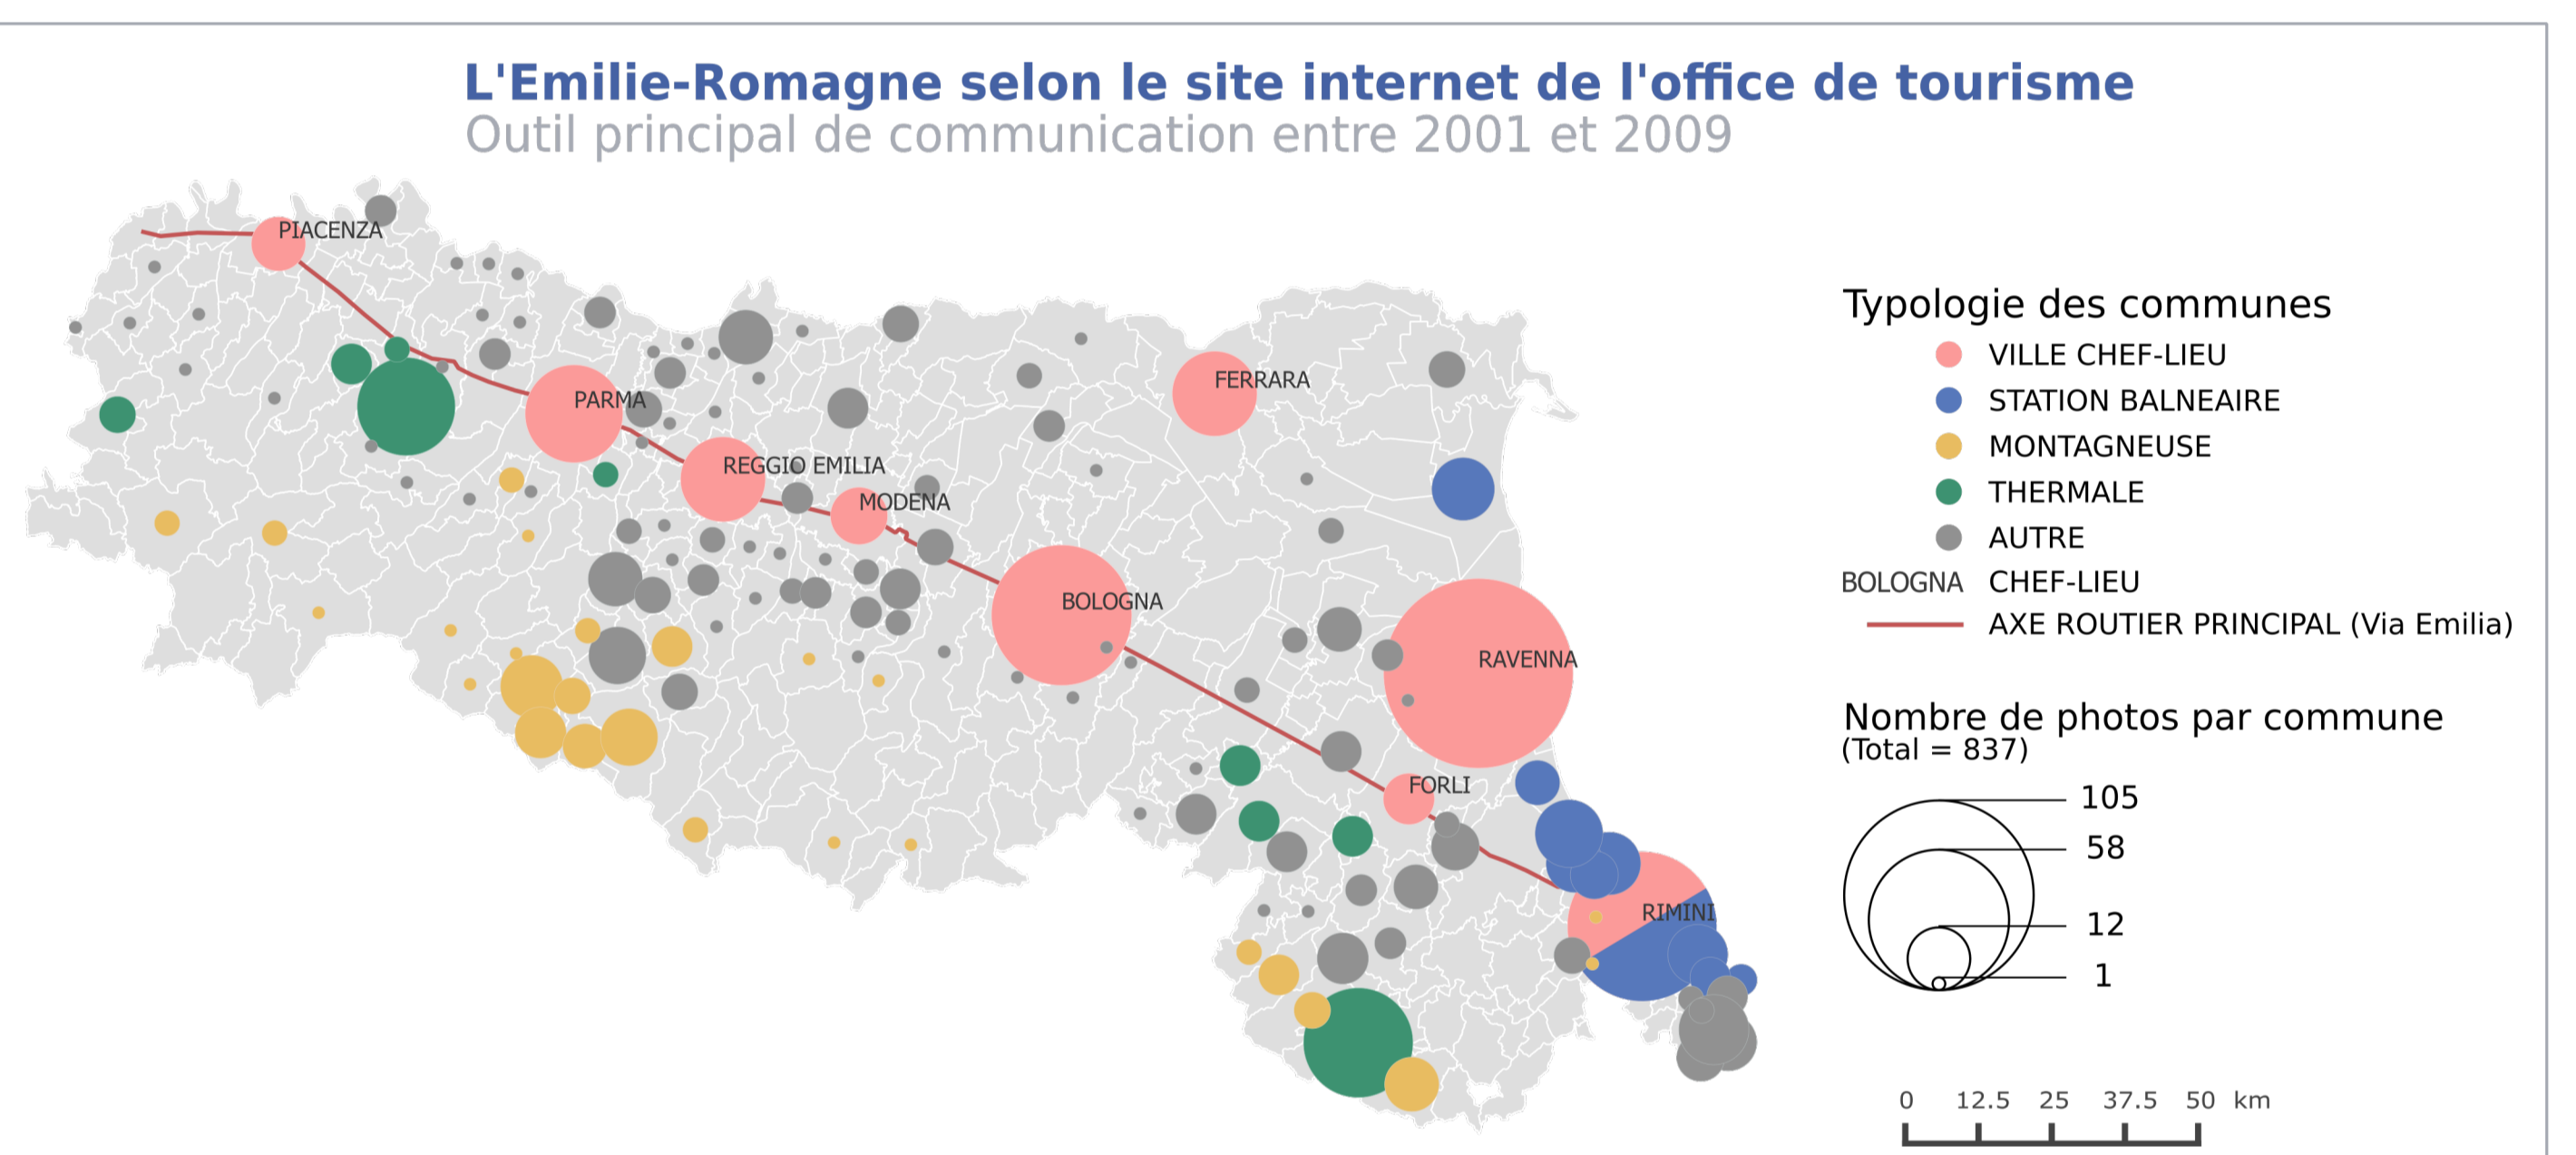 L'Emilie-Romagne selon le site internet de l'office de tourisme
Outil principal de communication entre 2001 et 2009
PIACENZA
PARMA
REGGIO EMILIA
MODENA
FERRARA
BOLOGNA
RAVENNA
FORLI
RIMINI
Typologie des communes
VILLE CHEF-LIEU
STATION BALNEAIRE
MONTAGNEUSE
THERMALE
AUTRE
BOLOGNA CHEF-LIEU
AXE ROUTIER PRINCIPAL (Via Emilia)
Nombre de photos par commune
(Total = 837)
105
58
12
1
0 12.5 25 37.5 50 km